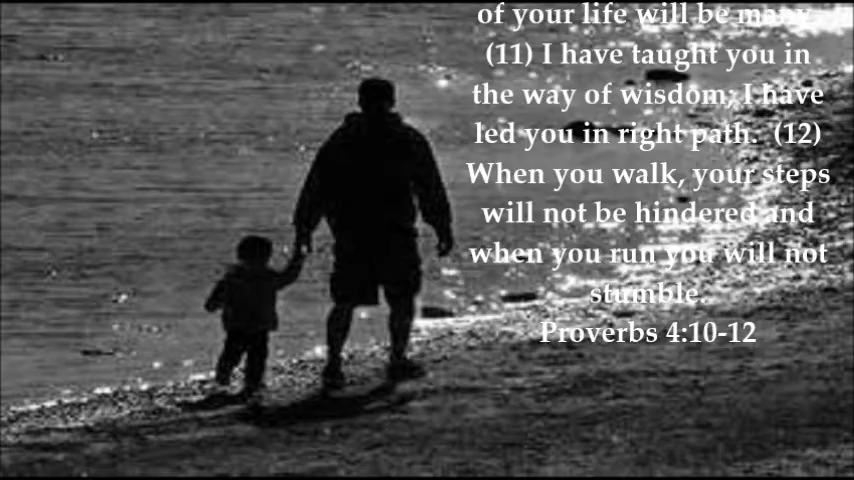 of your life will be many.
(11) I have taught you in
the way of wisdom; I have
led you in right path. (12)
When you walk, your steps
will not be hindered and
when you run you will not
stumble.
Proverbs 4:10-12